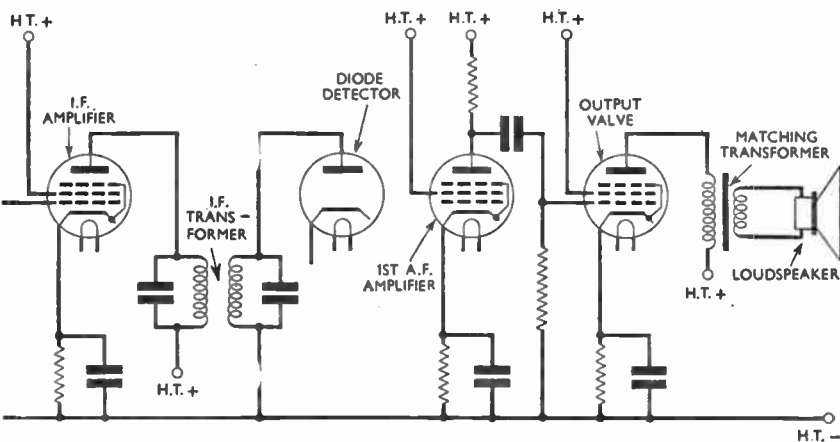 H.T. +
H.T. +
H.T. +
H.T. +
I.F.
AMPLIFIER
DIODE
DETECTOR
OUTPUT
VALVE
MATCHING
TRANSFORMER
I.F.
TRANS -
FORMER
1ST A.F.
AMPLIFIER
LOUDSPEAKER
H.T. +
H.T. +
H.T. –